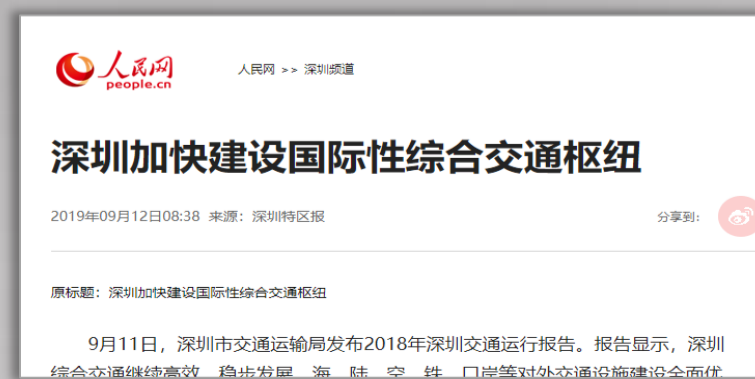 人民网
people.cn
人民网 >> 深圳频道
深圳加快建设国际性综合交通枢纽
2019年09月12日08:38 来源：深圳特区报
分享到：
原标题：深圳加快建设国际性综合交通枢纽
9月11日，深圳市交通运输局发布2018年深圳交通运行报告。报告显示，深圳
综合交通继续高效、稳步发展，海、陆、空、铁、口岸等对外交通设施建设全面优